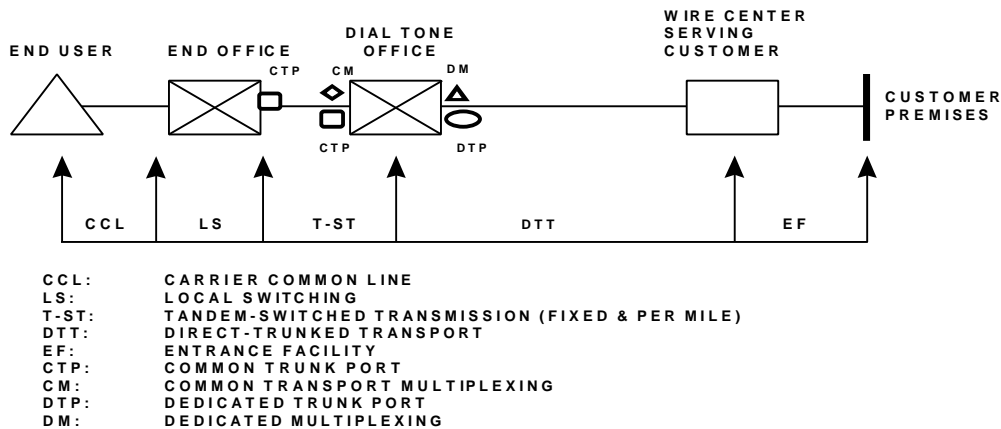 WIRE CENTER
SERVING
CUSTOMER
DIAL TONE
OFFICE
END USER
END OFFICE
CTP
CM
DM
CUSTOMER
PREMISES
CTP
DTP
CCL
LS
T-ST
DTT
EF
CCL: CARRIER COMMON LINE
LS: LOCAL SWITCHING
T-ST: TANDEM-SWITCHED TRANSMISSION (FIXED & PER MILE)
DTT: DIRECT-TRUNKED TRANSPORT
EF: ENTRANCE FACILITY
CTP: COMMON TRUNK PORT
CM: COMMON TRANSPORT MULTIPLEXING
DTP: DEDICATED TRUNK PORT
DM: DEDICATED MULTIPLEXING